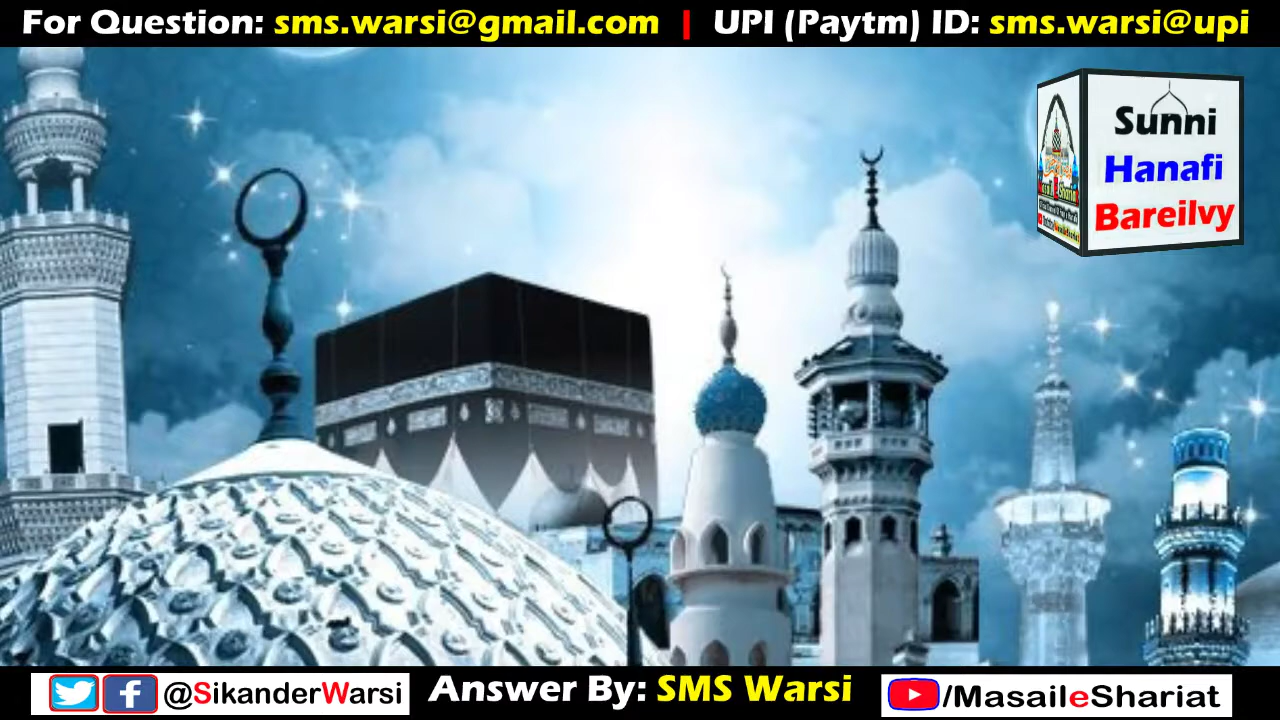 For Question: sms.warsi@gmail.com | UPI (Paytm) ID: sms.warsi@upi
Sunni
Hanafi
Bareilvy
@SikanderWarsi
Answer By: SMS Warsi
/MasaileShariat